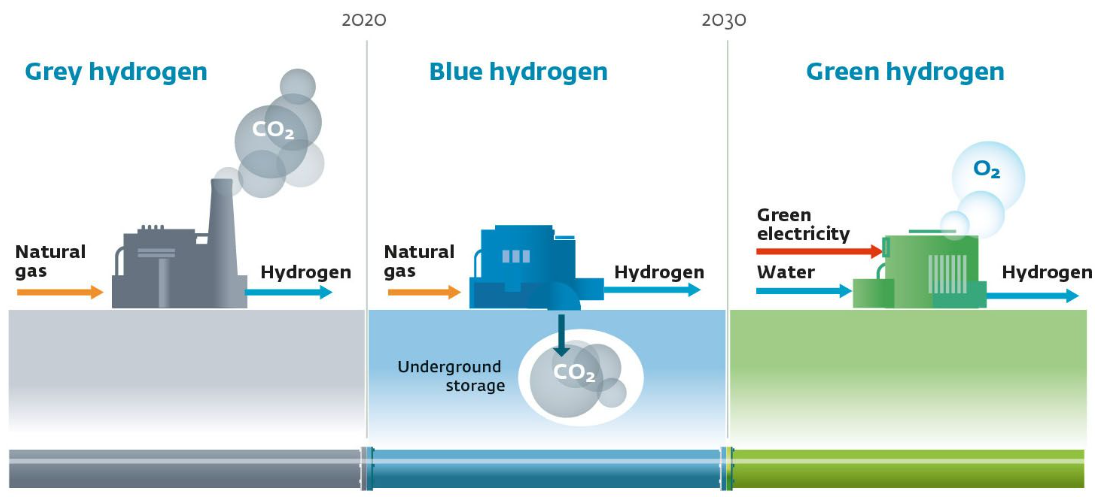 2020
2030
Grey hydrogen
Blue hydrogen
Green hydrogen
CO₂
Natural
gas
Hydrogen
Natural
gas
Hydrogen
Underground
storage
CO₂
O₂
Green
electricity
Water
Hydrogen